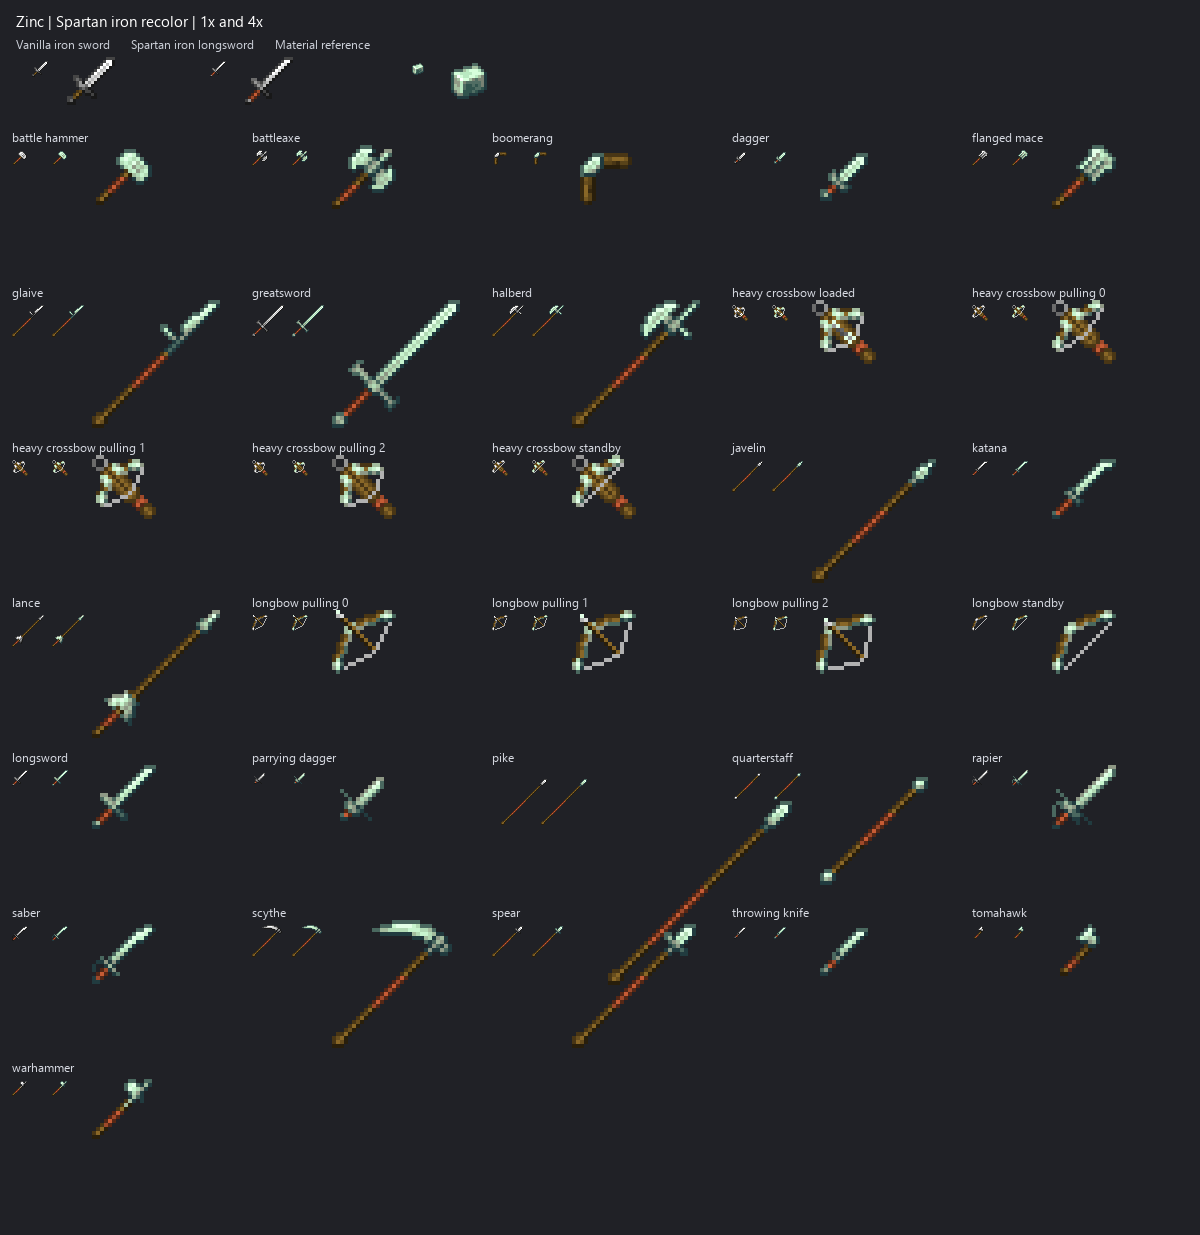 Zinc | Spartan iron recolor | 1x and 4x
Vanilla iron sword Spartan iron longsword Material reference
battle hammer battleaxe boomerang dagger flanged mace
glaive greatsword halberd heavy crossbow loaded heavy crossbow pulling 0
heavy crossbow pulling 1 heavy crossbow pulling 2 heavy crossbow standby javelin katana
lance longbow pulling 0 longbow pulling 1 longbow pulling 2 longbow standby
longsword parrying dagger pike quarterstaff rapier
saber scythe spear throwing knife tomahawk
warhammer